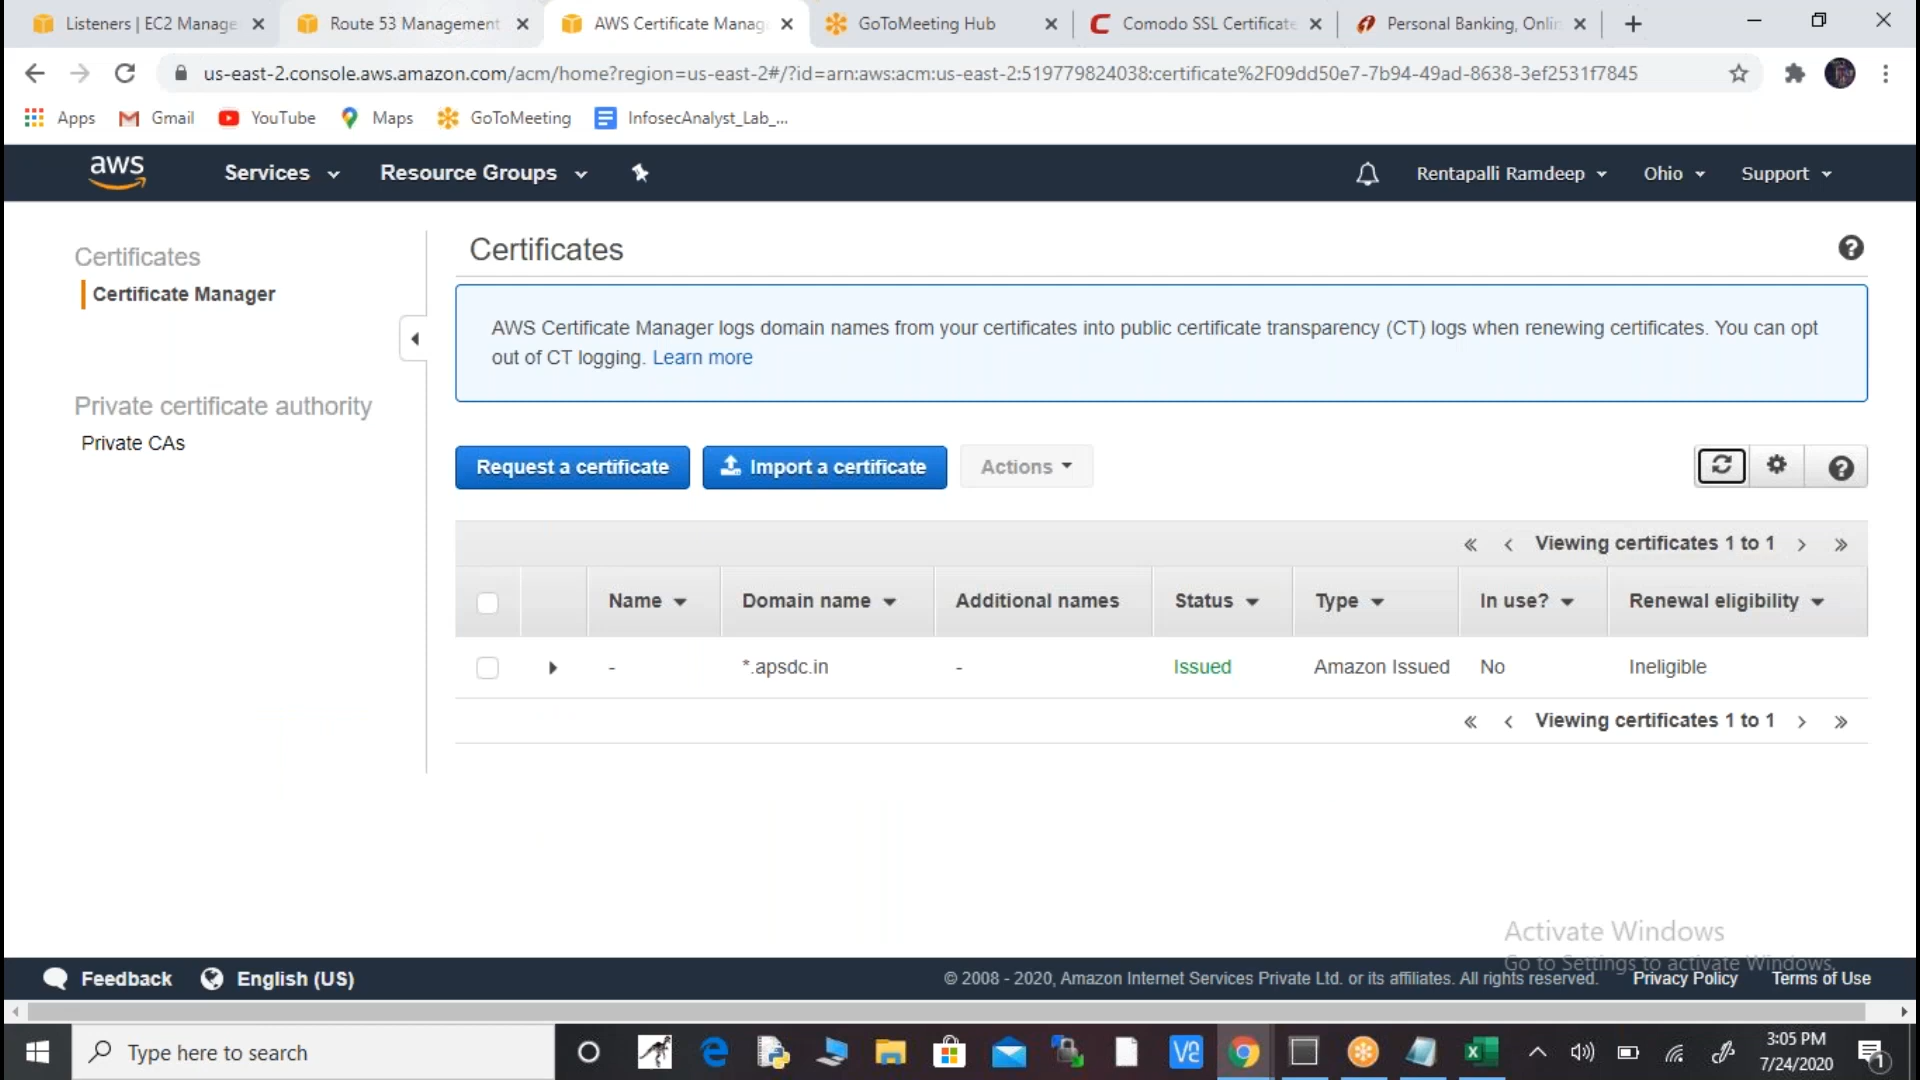 Listeners | EC2 Manage
Route 53 Management
AWS Certificate Manag
GoToMeeting Hub
Comodo SSL Certificate
Personal Banking, Onlin
us-east-2.console.aws.amazon.com/acm/home?region=us-east-2#/?id=arn:aws:acm:us-east-2:519779824038:certificate%2F09dd50e7-7b94-49ad-8638-3ef2531f7845
Apps Gmail YouTube Maps GoToMeeting InfosecAnalyst_Lab_...
aws Services Resource Groups Rentapalli Ramdeep Ohio Support
Certificates
Certificate Manager
Private certificate authority
Private CAs
Certificates
AWS Certificate Manager logs domain names from your certificates into public certificate transparency (CT) logs when renewing certificates. You can opt
out of CT logging. Learn more
Request a certificate Import a certificate Actions
« ‹ Viewing certificates 1 to 1 › »
Name Domain name Additional names Status Type In use? Renewal eligibility
- *.apsdc.in - Issued Amazon Issued No Ineligible
« ‹ Viewing certificates 1 to 1 › »
Activate Windows
Go to Settings to activate Windows.
Feedback English (US) © 2008 - 2020, Amazon Internet Services Private Ltd. or its affiliates. All rights reserved. Privacy Policy Terms of Use
Type here to search
3:05 PM
7/24/2020
1